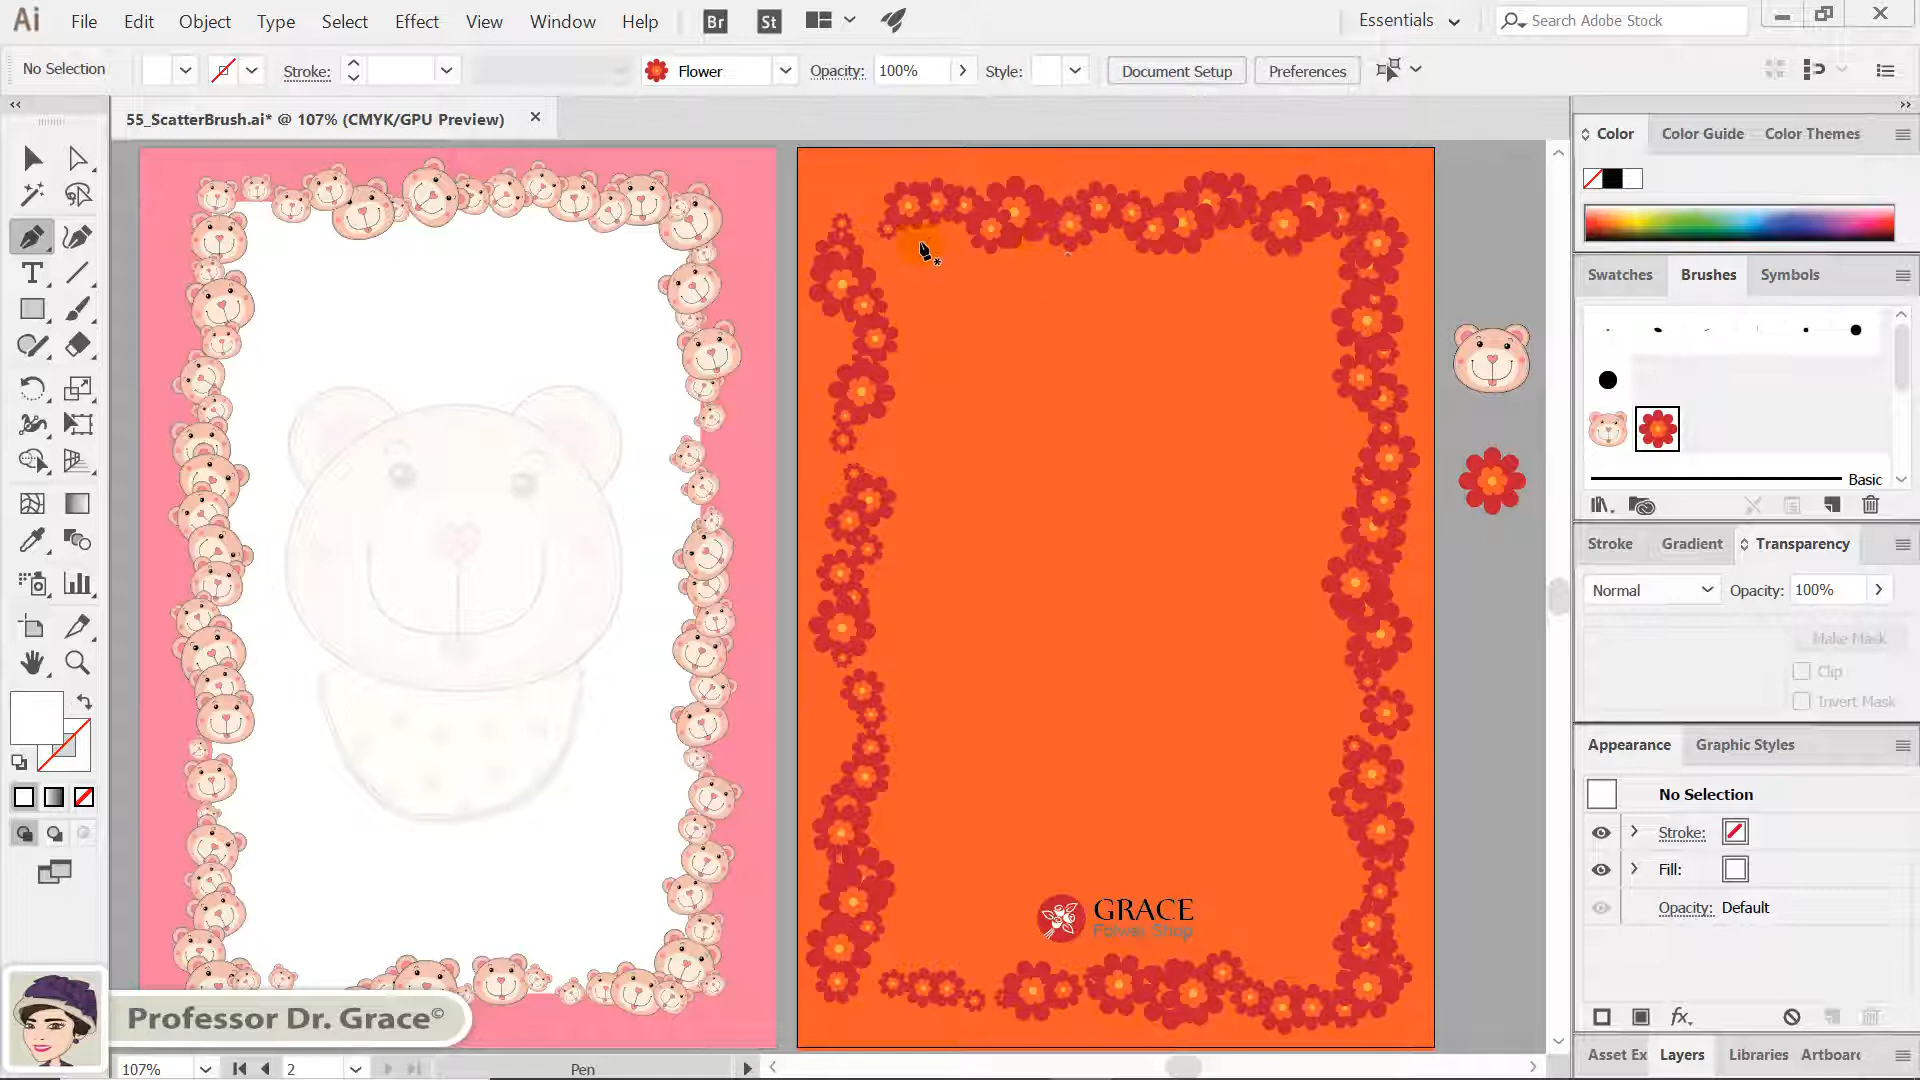 Ai File Edit Object Type Select Effect View Window Help Br St Essentials Search Adobe Stock
No Selection Stroke: Flower Opacity: 100% Style: Document Setup Preferences
55_ScatterBrush.ai* @ 107% (CMYK/GPU Preview)
Color Color Guide Color Themes
Swatches Brushes Symbols
Basic
Stroke Gradient Transparency
Normal Opacity: 100%
Make Mask
Clip
Invert Mask
Appearance Graphic Styles
No Selection
Stroke:
Fill:
Opacity: Default
fx
GRACE
Folwer Shop
Professor Dr. Grace©
107% 2 Pen
Asset Ex Layers Libraries Artboard